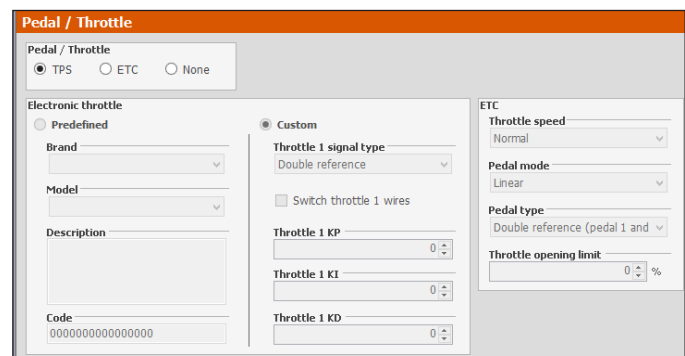 Pedal / Throttle
Pedal / Throttle
TPS ETC None
Electronic throttle
Predefined
Brand
Model
Description
Code
0000000000000000
Custom
Throttle 1 signal type
Double reference
Switch throttle 1 wires
Throttle 1 KP
0
Throttle 1 KI
0
Throttle 1 KD
0
ETC
Throttle speed
Normal
Pedal mode
Linear
Pedal type
Double reference (pedal 1 and
Throttle opening limit
0 %